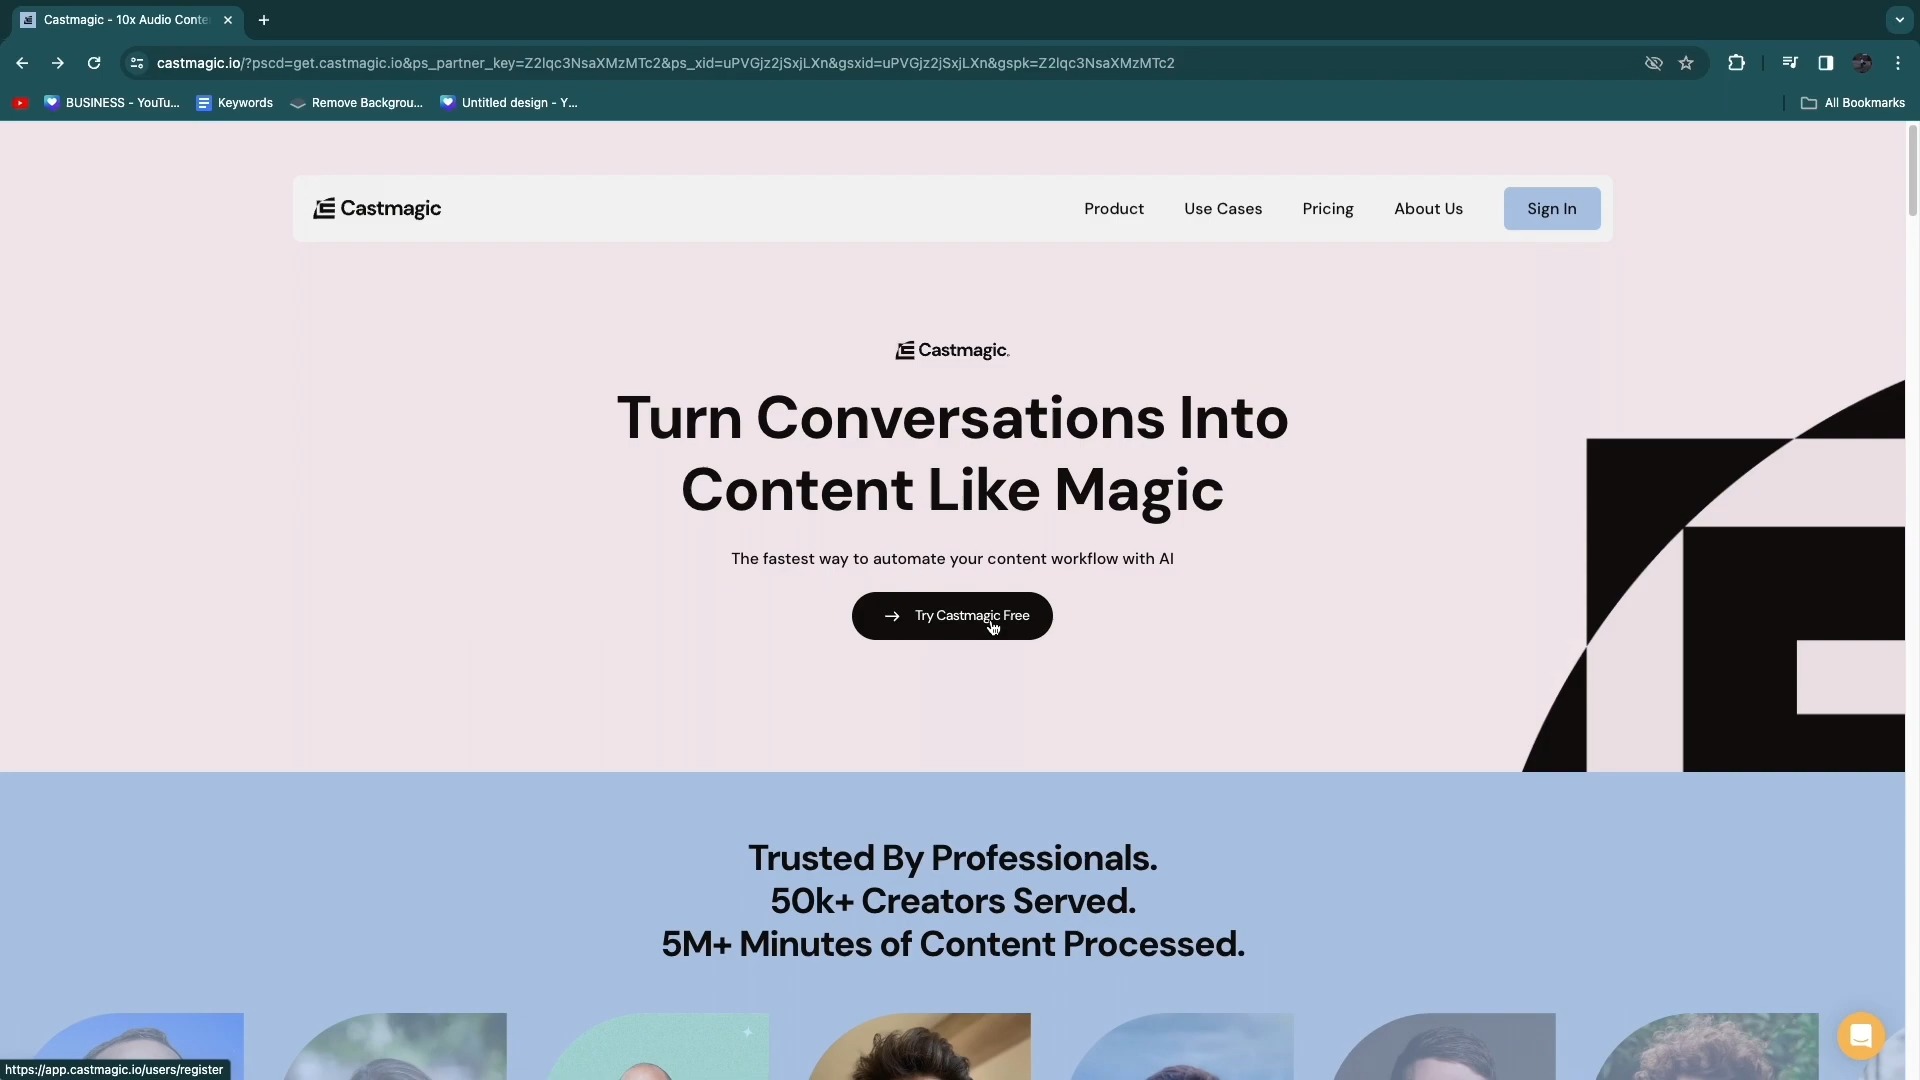 Castmagic - 10x Audio Conte
castmagic.io/?pscd=get.castmagic.io&ps_partner_key=Z2lqc3NsaXMzMTc2&ps_xid=uPVGjz2jSxjLXn&gsxid=uPVGjz2jSxjLXn&gspk=Z2lqc3NsaXMzMTc2
BUSINESS - YouTu... Keywords Remove Backgrou... Untitled design - Y... All Bookmarks
Castmagic Product Use Cases Pricing About Us Sign In
Castmagic.
Turn Conversations Into
Content Like Magic
The fastest way to automate your content workflow with AI
Try Castmagic Free
Trusted By Professionals.
50k+ Creators Served.
5M+ Minutes of Content Processed.
https://app.castmagic.io/users/register